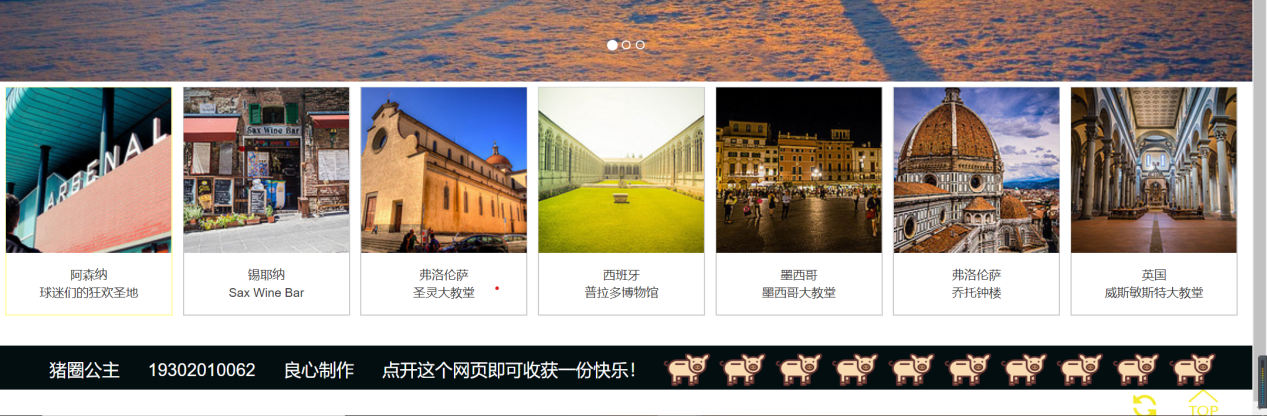 ARSENAL
Sax Wine Bar
阿森纳
球迷们的狂欢圣地
锡耶纳
Sax Wine Bar
弗洛伦萨
圣灵大教堂
西班牙
普拉多博物馆
墨西哥
墨西哥大教堂
弗洛伦萨
乔托钟楼
英国
威斯敏斯特大教堂
猪圈公主 19302010062 良心制作 点开这个网页即可收获一份快乐！
TOP